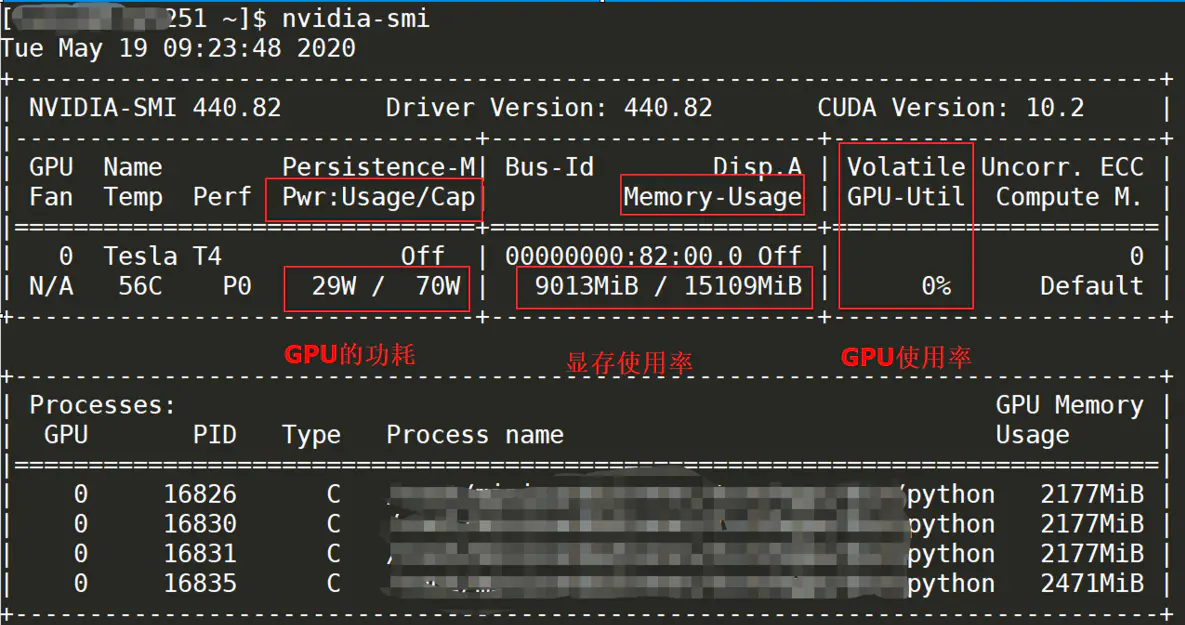 251 ~]$ nvidia-smi
Tue May 19 09:23:48 2020
+-----------------------------------------------------------------------------+
| NVIDIA-SMI 440.82       Driver Version: 440.82       CUDA Version: 10.2     |
|-------------------------------+----------------------+----------------------+
| GPU  Name        Persistence-M| Bus-Id        Disp.A | Volatile Uncorr. ECC |
| Fan  Temp  Perf  Pwr:Usage/Cap|         Memory-Usage | GPU-Util  Compute M. |
|===============================+======================+======================|
|   0  Tesla T4            Off  | 00000000:82:00.0 Off |                    0 |
| N/A   56C    P0    29W /  70W |   9013MiB / 15109MiB |      0%      Default |
+-------------------------------+----------------------+----------------------+
GPU的功耗 显存使用率 GPU使用率
+-----------------------------------------------------------------------------+
| Processes:                                                       GPU Memory |
|  GPU       PID   Type   Process name                             Usage      |
|=============================================================================|
|    0     16826      C   /python   2177MiB |
|    0     16830      C   python   2177MiB |
|    0     16831      C   python   2177MiB |
|    0     16835      C   python   2471MiB |
+-----------------------------------------------------------------------------+